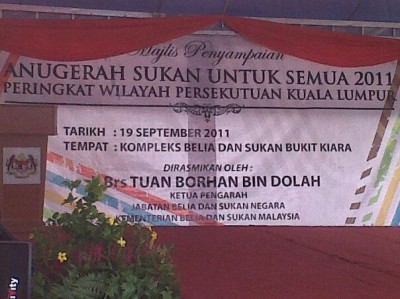 Majlis Penyampaian
ANUGERAH SUKAN UNTUK SEMUA 2011
PERINGKAT WILAYAH PERSEKUTUAN KUALA LUMPUR
TARIKH : 19 SEPTEMBER 2011
TEMPAT : KOMPLEKS BELIA DAN SUKAN BUKIT KIARA
DIRASMIKAN OLEH :
Brs TUAN BORHAN BIN DOLAH
KETUA PENGARAH
JABATAN BELIA DAN SUKAN NEGARA
KEMENTERIAN BELIA DAN SUKAN MALAYSIA